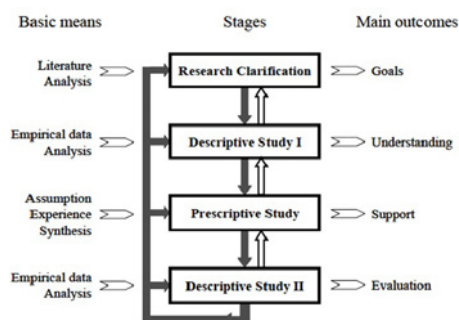 Basic means Stages Main outcomes
Literature
Analysis
Research Clarification
Goals
Empirical data
Analysis
Descriptive Study I
Understanding
Assumption
Experience
Synthesis
Prescriptive Study
Support
Empirical data
Analysis
Descriptive Study II
Evaluation